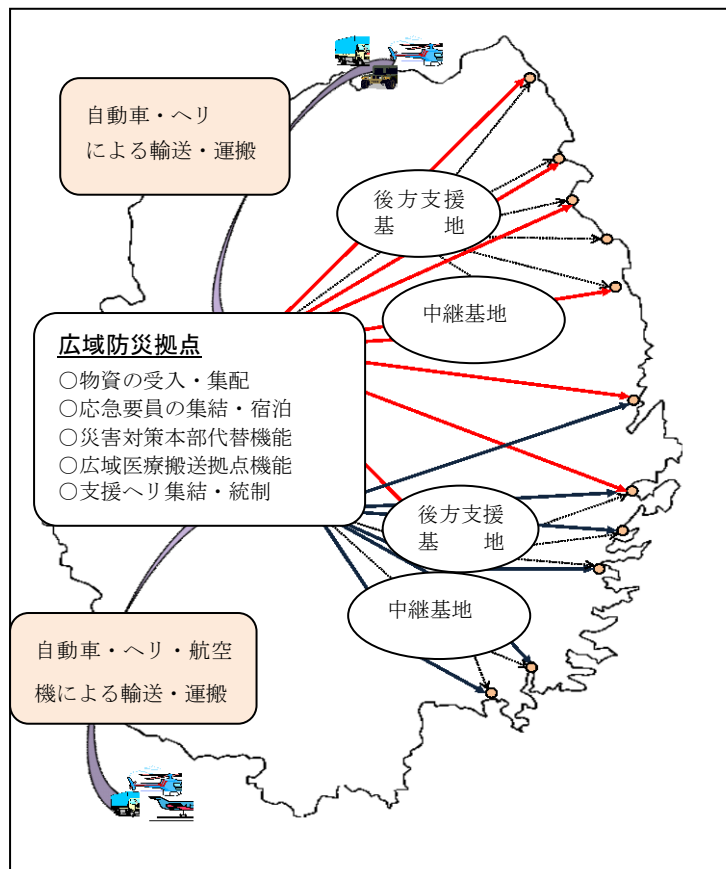 自動車・ヘリ
による輸送・運搬
後方支援
基　　地
中継基地
広域防災拠点
○物資の受入・集配
○応急要員の集結・宿泊
○災害対策本部代替機能
○広域医療搬送拠点機能
○支援ヘリ集結・統制
後方支援
基　　地
中継基地
自動車・ヘリ・航空
機による輸送・運搬